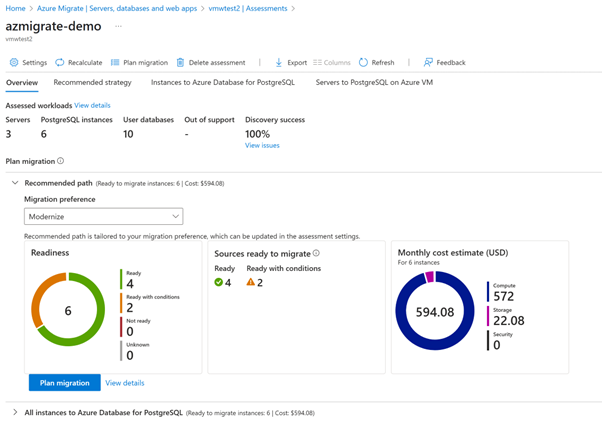 Home > Azure Migrate | Servers, databases and web apps > vmwtest2 | Assessments >
azmigrate-demo ...
vmwtest2
Settings Recalculate Plan migration Delete assessment Export Columns Refresh Feedback
Overview Recommended strategy Instances to Azure Database for PostgreSQL Servers to PostgreSQL on Azure VM
Assessed workloads View details
Servers PostgreSQL instances User databases Out of support Discovery success
3 6 10 - 100%
View issues
Plan migration
Recommended path (Ready to migrate instances: 6 | Cost: $594.08)
Migration preference
Modernize
Recommended path is tailored to your migration preference, which can be updated in the assessment settings.
Readiness
6
Ready
4
Ready with conditions
2
Not ready
0
Unknown
0
Sources ready to migrate
Ready Ready with conditions
4 2
Monthly cost estimate (USD)
For 6 instances
594.08
Compute
572
Storage
22.08
Security
0
Plan migration View details
All instances to Azure Database for PostgreSQL (Ready to migrate instances: 6 | Cost: $594.08)